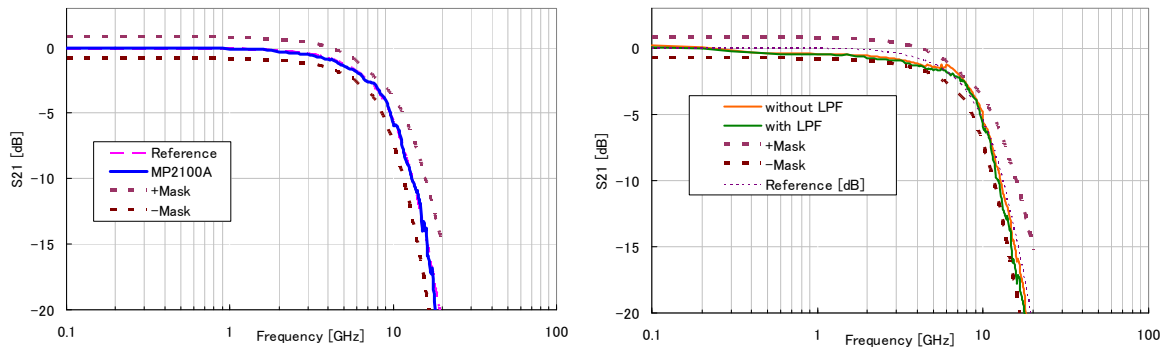 0
-5
-10
-15
-20
S21 [dB]
Reference
MP2100A
+Mask
-Mask
0.1
1
10
100
Frequency [GHz]
0
-5
-10
-15
-20
S21 [dB]
without LPF
with LPF
+Mask
-Mask
Reference [dB]
0.1
1
10
100
Frequency [GHz]